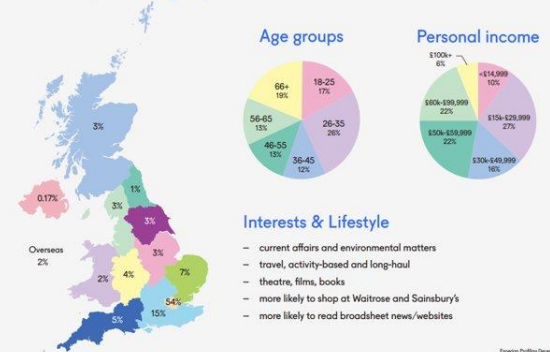 Age groups
66+
19%
18-25
17%
56-65
13%
26-35
26%
46-55
13%
36-45
12%
Personal income
£100k+
6%
<£14,999
10%
£60k-£99,999
22%
£15k-£29,999
27%
£50k-£59,999
22%
£30k-£49,999
16%
3%
0.17%
1%
3%
3%
3%
Overseas
2%
2%
4%
7%
54%
15%
5%
Interests & Lifestyle
– current affairs and environmental matters
– travel, activity-based and long-haul
– theatre, films, books
– more likely to shop at Waitrose and Sainsbury's
– more likely to read broadsheet news/websites